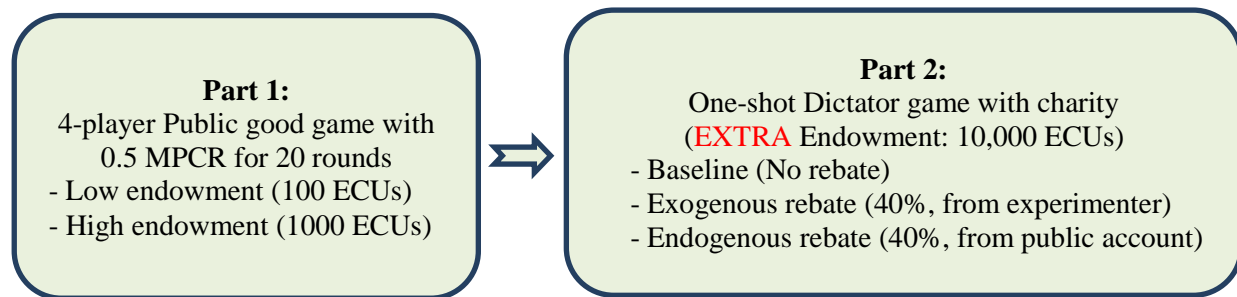 Part 1:
4-player Public good game with
0.5 MPCR for 20 rounds
- Low endowment (100 ECUs)
- High endowment (1000 ECUs)
Part 2:
One-shot Dictator game with charity
(EXTRA Endowment: 10,000 ECUs)
- Baseline (No rebate)
- Exogenous rebate (40%, from experimenter)
- Endogenous rebate (40%, from public account)